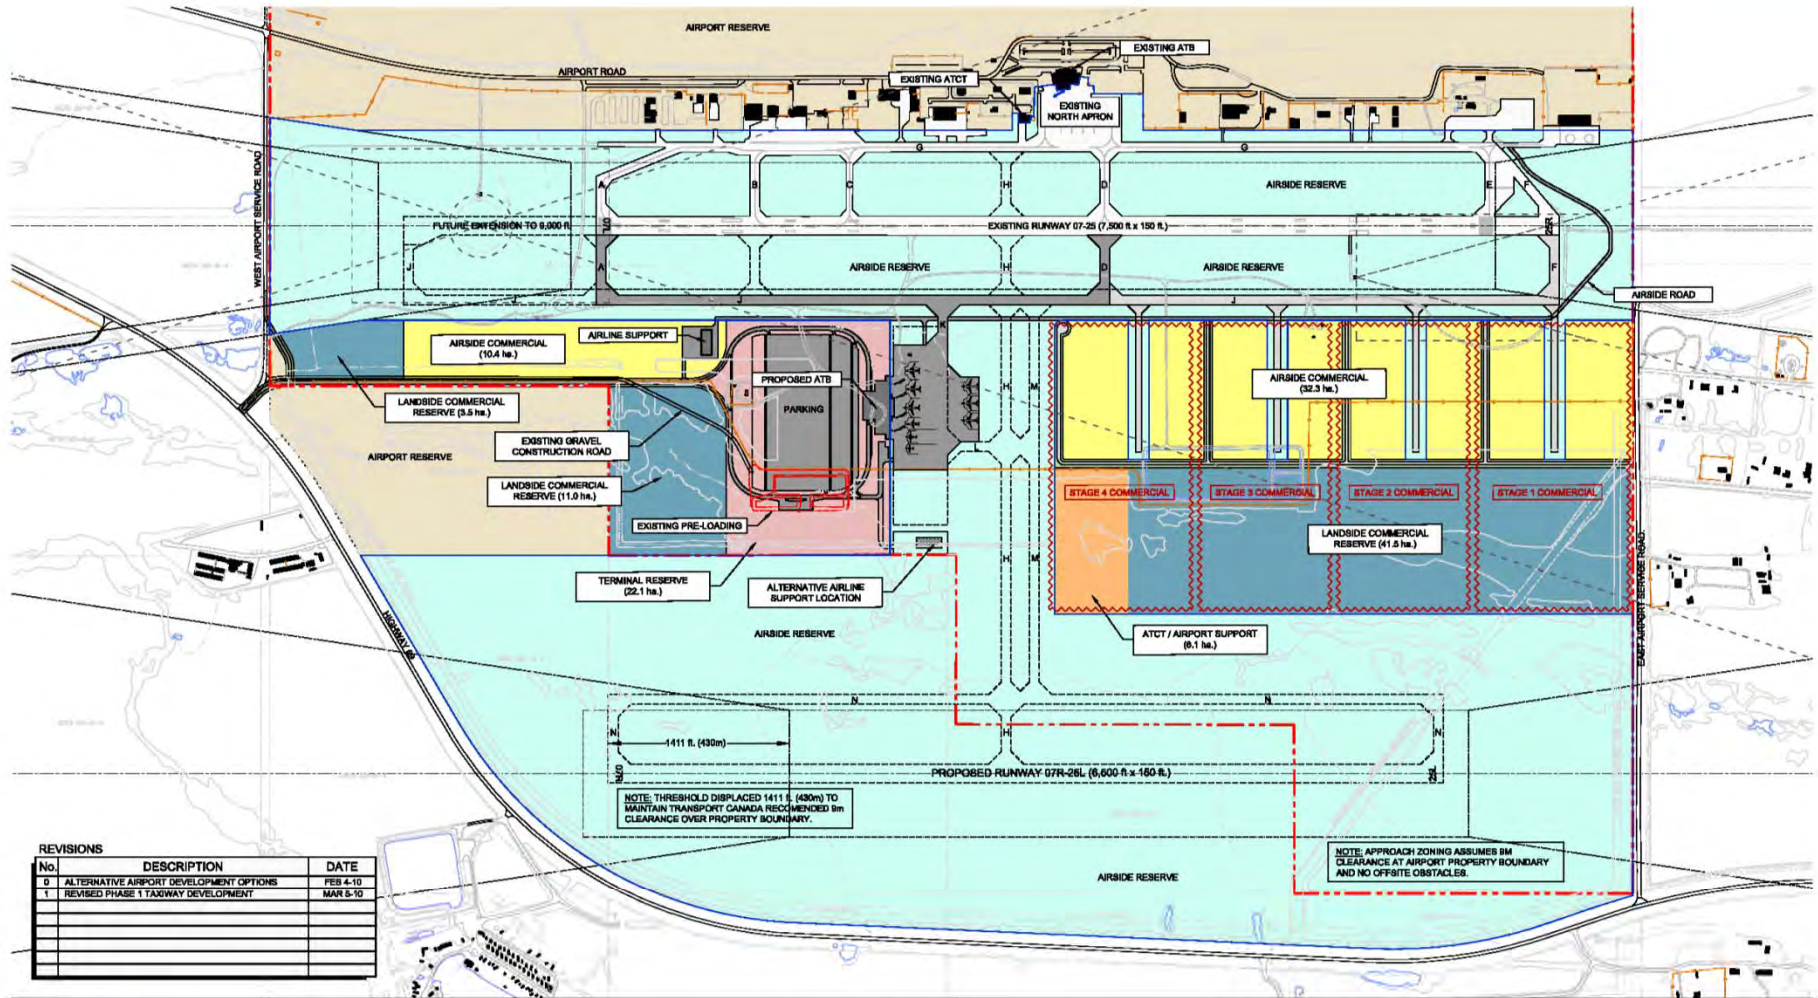 AIRPORT RESERVE
EXISTING ATB
AIRPORT ROAD
EXISTING ATCT
EXISTING
NORTH APRON
WEST AIRPORT SERVICE ROAD
G
G
A
B
C
H
D
AIRSIDE RESERVE
E
F
07L
FUTURE EXTENSION TO 9,000 ft.
EXISTING RUNWAY 07-25 (7,500 ft x 150 ft.)
25R
J
A
AIRSIDE RESERVE
H
D
AIRSIDE RESERVE
F
J
J
J
AIRSIDE ROAD
K
AIRLINE SUPPORT
AIRSIDE COMMERCIAL
(10.4 ha.)
PROPOSED ATB
AIRSIDE COMMERCIAL
(32.3 ha.)
H
M
LANDSIDE COMMERCIAL
RESERVE (3.5 ha.)
PARKING
EXISTING GRAVEL
CONSTRUCTION ROAD
L
AIRPORT RESERVE
LANDSIDE COMMERCIAL
RESERVE (11.0 ha.)
STAGE 4 COMMERCIAL
STAGE 3 COMMERCIAL
STAGE 2 COMMERCIAL
STAGE 1 COMMERCIAL
EXISTING PRE-LOADING
LANDSIDE COMMERCIAL
RESERVE (41.5 ha.)
EAST AIRPORT SERVICE ROAD
H
M
TERMINAL RESERVE
(22.1 ha.)
ALTERNATIVE AIRLINE
SUPPORT LOCATION
HIGHWAY
AIRSIDE RESERVE
ATCT / AIRPORT SUPPORT
(6.1 ha.)
N
N
N
1411 ft. (430m)
H
N
07R
PROPOSED RUNWAY 07R-25L (6,600 ft x 150 ft.)
25L
NOTE: THRESHOLD DISPLACED 1411 ft. (430m) TO
MAINTAIN TRANSPORT CANADA RECOMENDED 9m
CLEARANCE OVER PROPERTY BOUNDARY.
NOTE: APPROACH ZONING ASSUMES 9M
CLEARANCE AT AIRPORT PROPERTY BOUNDARY
AND NO OFFSITE OBSTACLES.
AIRSIDE RESERVE
REVISIONS
No. DESCRIPTION DATE
0 ALTERNATIVE AIRPORT DEVELOPMENT OPTIONS FEB 4-10
1 REVISED PHASE 1 TAXIWAY DEVELOPMENT MAR 5-10